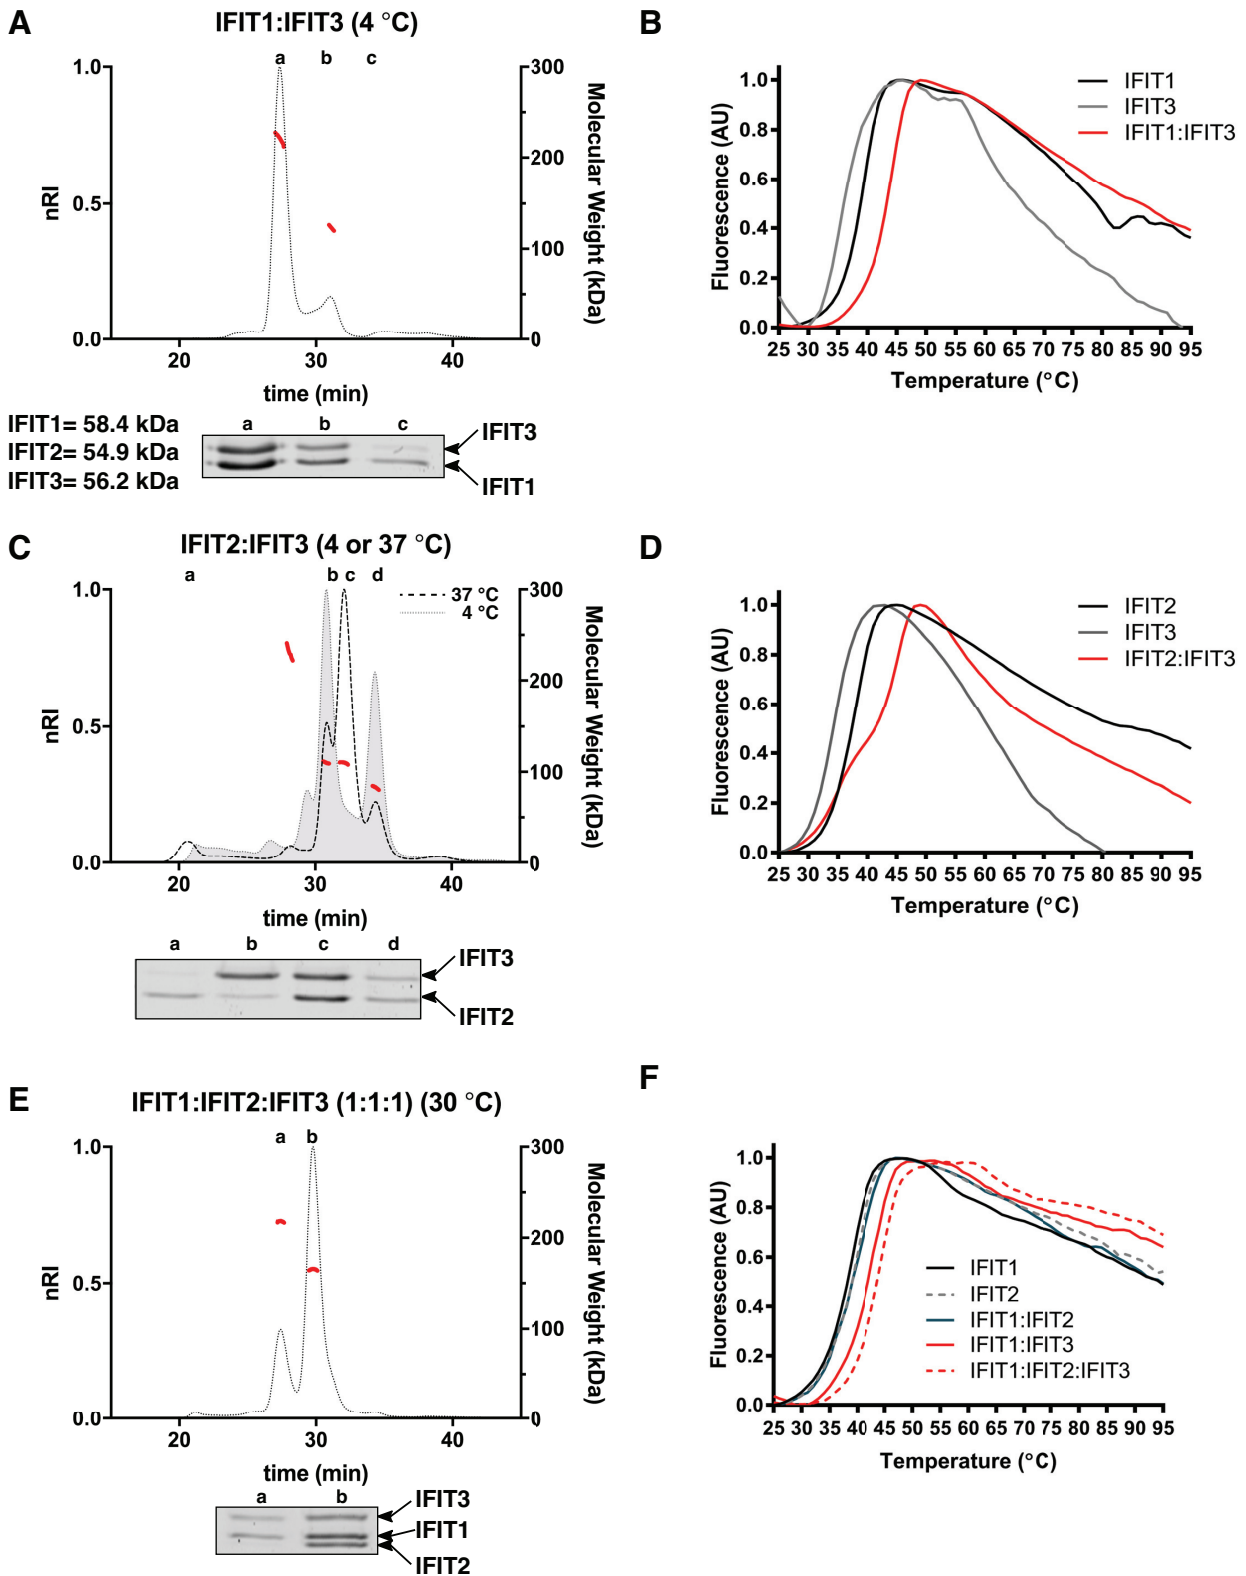 A
IFIT1:IFIT3 (4 °C)
a b c
1.0
0.5
0.0
nRI
300
200
100
0
Molecular Weight (kDa)
20 30 40
time (min)
IFIT1= 58.4 kDa
IFIT2= 54.9 kDa
IFIT3= 56.2 kDa
a b c
IFIT3
IFIT1
B
1.0
0.8
0.6
0.4
0.2
0.0
Fluorescence (AU)
IFIT1
IFIT3
IFIT1:IFIT3
25 30 35 40 45 50 55 60 65 70 75 80 85 90 95
Temperature (°C)
C
IFIT2:IFIT3 (4 or 37 °C)
a b c d
37 °C
4 °C
1.0
0.5
0.0
nRI
300
200
100
0
Molecular Weight (kDa)
20 30 40
time (min)
a b c d
IFIT3
IFIT2
D
1.0
0.8
0.6
0.4
0.2
0.0
Fluorescence (AU)
IFIT2
IFIT3
IFIT2:IFIT3
25 30 35 40 45 50 55 60 65 70 75 80 85 90 95
Temperature (°C)
E
IFIT1:IFIT2:IFIT3 (1:1:1) (30 °C)
a b
1.0
0.5
0.0
nRI
300
200
100
0
Molecular Weight (kDa)
20 30 40
time (min)
a b
IFIT3
IFIT1
IFIT2
F
1.0
0.8
0.6
0.4
0.2
0.0
Fluorescence (AU)
IFIT1
IFIT2
IFIT1:IFIT2
IFIT1:IFIT3
IFIT1:IFIT2:IFIT3
25 30 35 40 45 50 55 60 65 70 75 80 85 90 95
Temperature (°C)